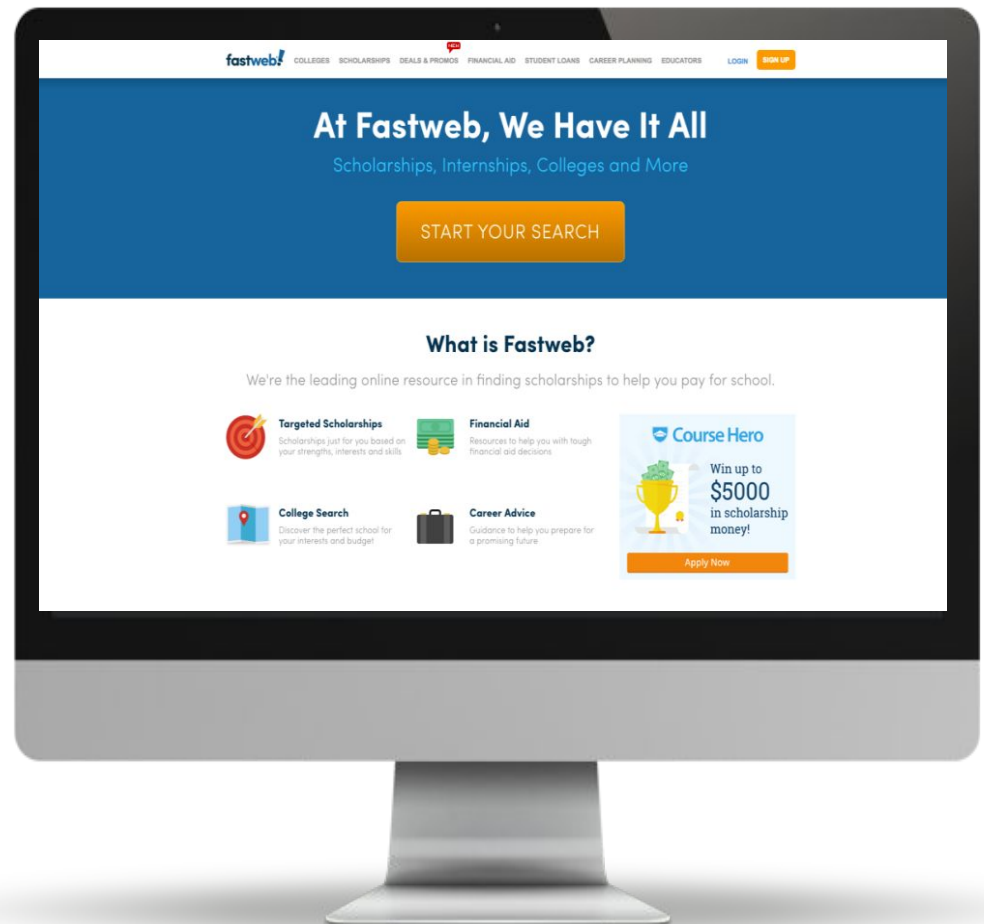 NEW
fastweb! COLLEGES SCHOLARSHIPS DEALS & PROMOS FINANCIAL AID STUDENT LOANS CAREER PLANNING EDUCATORS LOGIN SIGN UP
At Fastweb, We Have It All
Scholarships, Internships, Colleges and More
START YOUR SEARCH
What is Fastweb?
We're the leading online resource in finding scholarships to help you pay for school.
Targeted Scholarships
Scholarships just for you based on
your strengths, interests and skills
Financial Aid
Resources to help you with tough
financial aid decisions
College Search
Discover the perfect school for
your interests and budget
Career Advice
Guidance to help you prepare for
a promising future
Course Hero
Win up to
$5000
in scholarship
money!
Apply Now